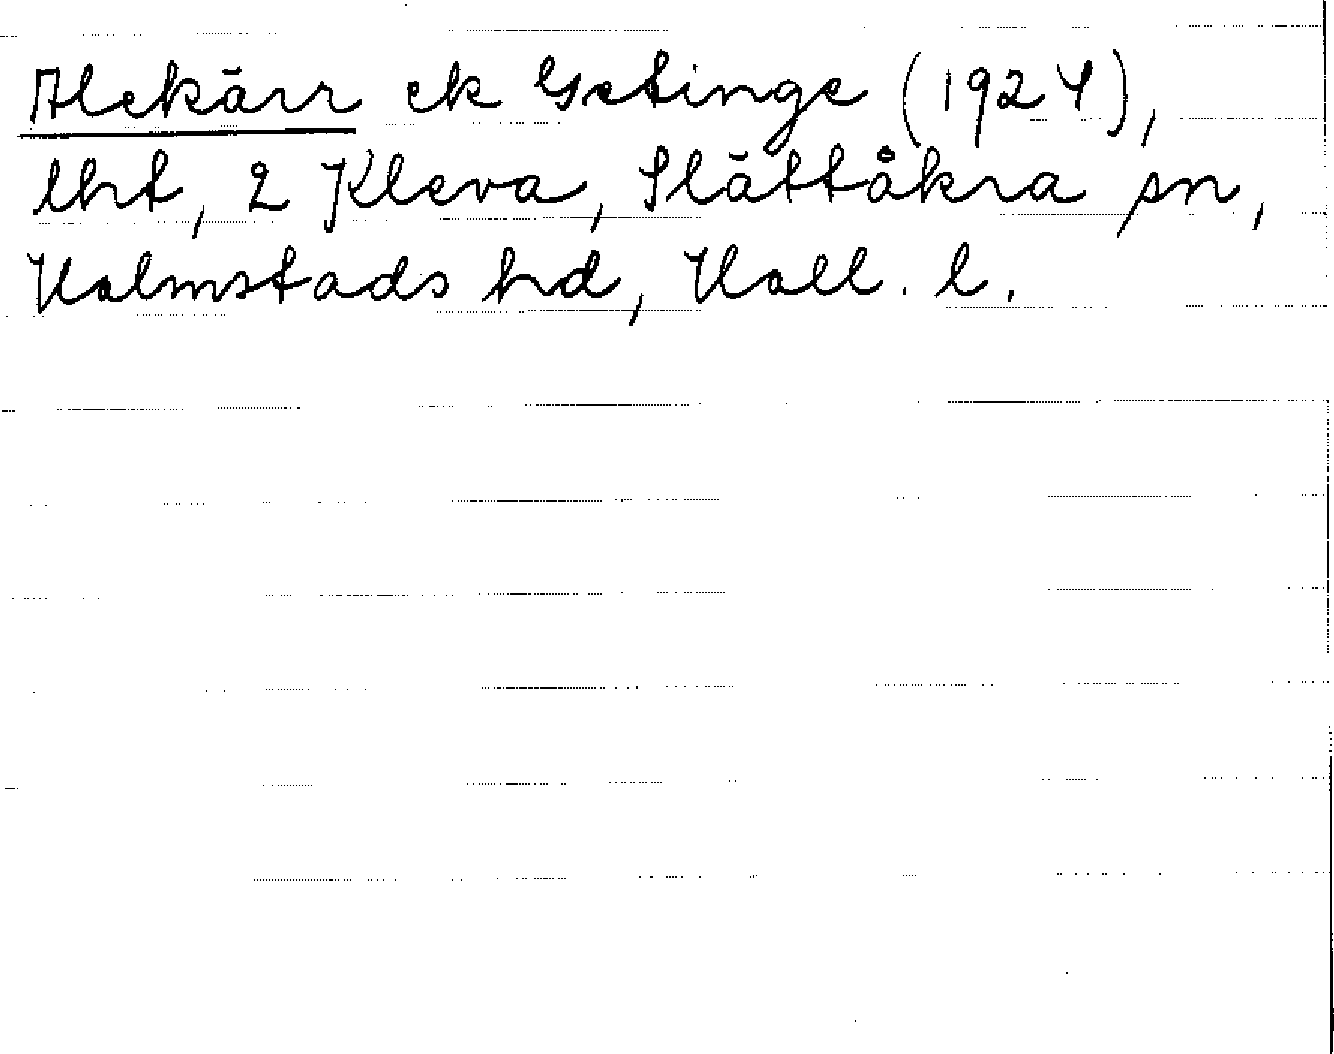 Alekärr ek Getinge (1924),
lht, 2 Kleva, Slättåkra sn,
Halmstads hd, Hall. l.